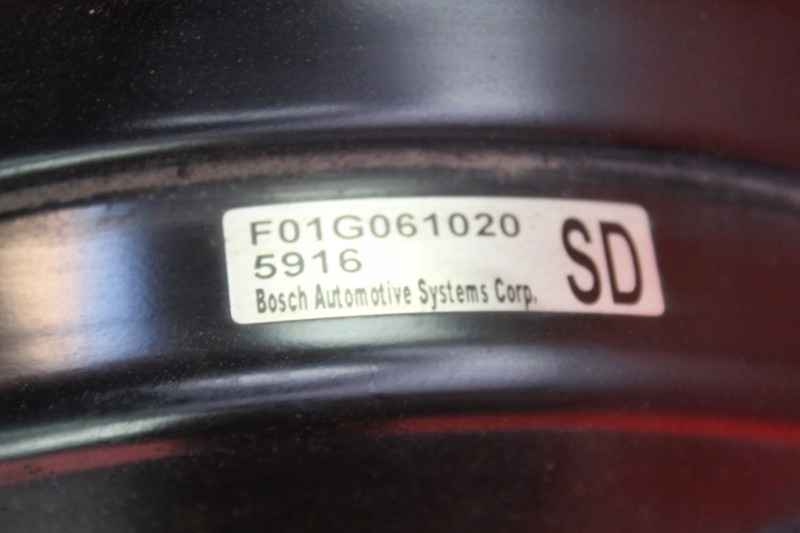 F01G061020
5916
Bosch Automotive Systems Corp.
SD